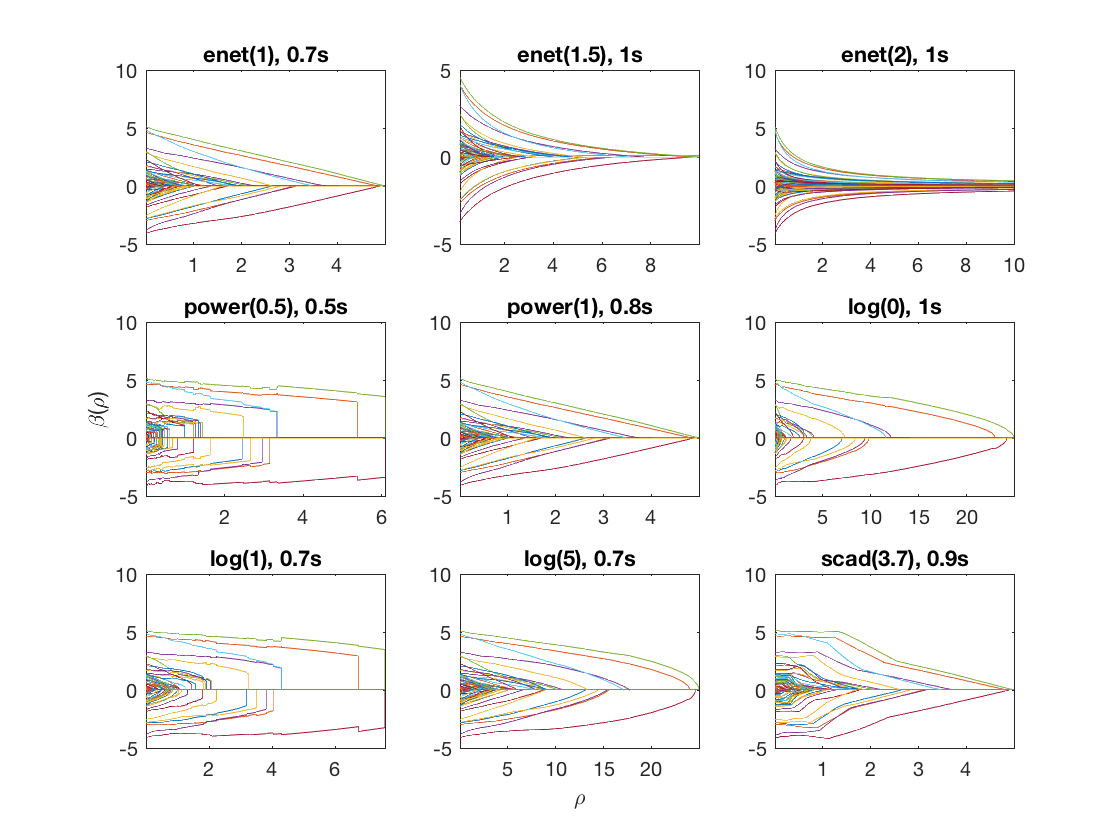 enet(1), 0.7s
10
5
0
-5
1 2 3 4
enet(1.5), 1s
5
0
-5
2 4 6 8
enet(2), 1s
10
5
0
-5
2 4 6 8 10
power(0.5), 0.5s
10
5
0
-5
2 4 6
β(ρ)
power(1), 0.8s
10
5
0
-5
1 2 3 4
log(0), 1s
10
5
0
-5
5 10 15 20
log(1), 0.7s
10
5
0
-5
2 4 6
log(5), 0.7s
10
5
0
-5
5 10 15 20
ρ
scad(3.7), 0.9s
10
5
0
-5
1 2 3 4